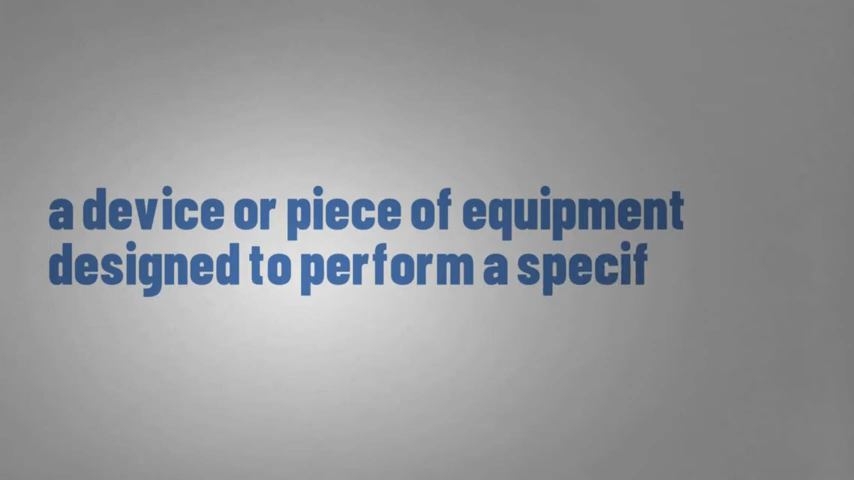 a device or piece of equipment
designed to perform a specif